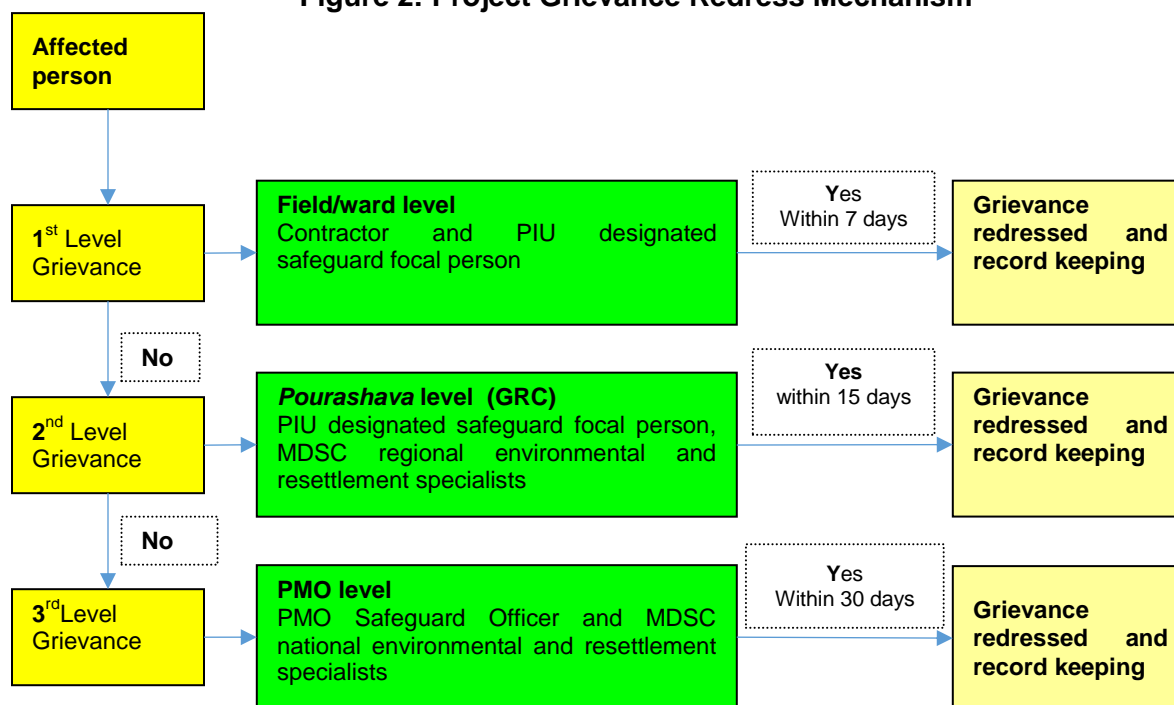 Figure 2: Project Grievance Redress Mechanism
Affected
person
1st Level
Grievance
Field/ward level
Contractor and PIU designated
safeguard focal person
Yes
Within 7 days
Grievance
redressed and
record keeping
No
2nd Level
Grievance
Pourashava level (GRC)
PIU designated safeguard focal person,
MDSC regional environmental and
resettlement specialists
Yes
within 15 days
Grievance
redressed and
record keeping
No
3rdLevel
Grievance
PMO level
PMO Safeguard Officer and MDSC
national environmental and resettlement
specialists
Yes
Within 30 days
Grievance
redressed and
record keeping